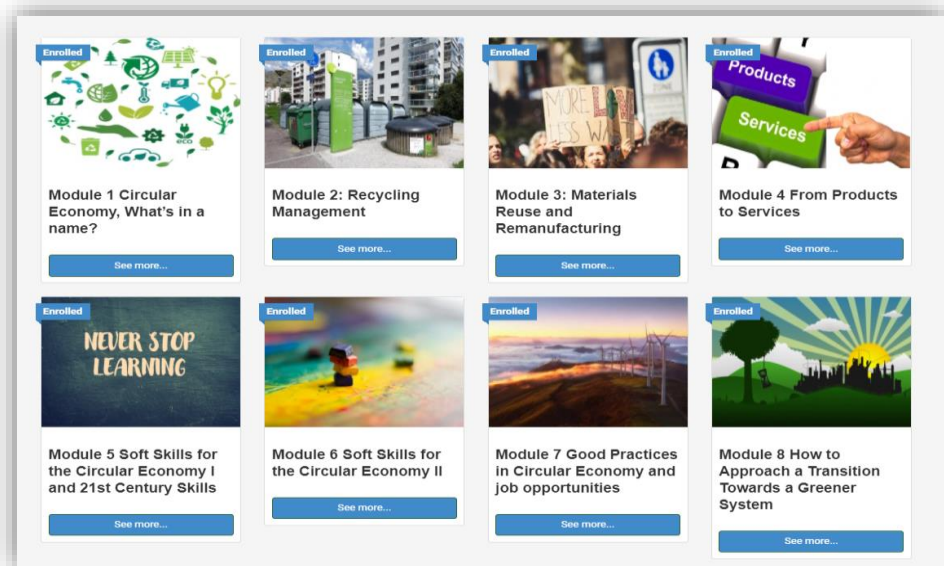 Enrolled
Enrolled
Enrolled
Enrolled
eco
MORE LOVE
LESS
Products
Services
Module 1 Circular
Economy, What's in a
name?
See more...
Module 2: Recycling
Management
See more...
Module 3: Materials
Reuse and
Remanufacturing
See more...
Module 4 From Products
to Services
See more...
Enrolled
Enrolled
Enrolled
Enrolled
NEVER STOP
LEARNING
Module 5 Soft Skills for
the Circular Economy I
and 21st Century Skills
See more...
Module 6 Soft Skills for
the Circular Economy II
See more...
Module 7 Good Practices
in Circular Economy and
job opportunities
See more...
Module 8 How to
Approach a Transition
Towards a Greener
System
See more...